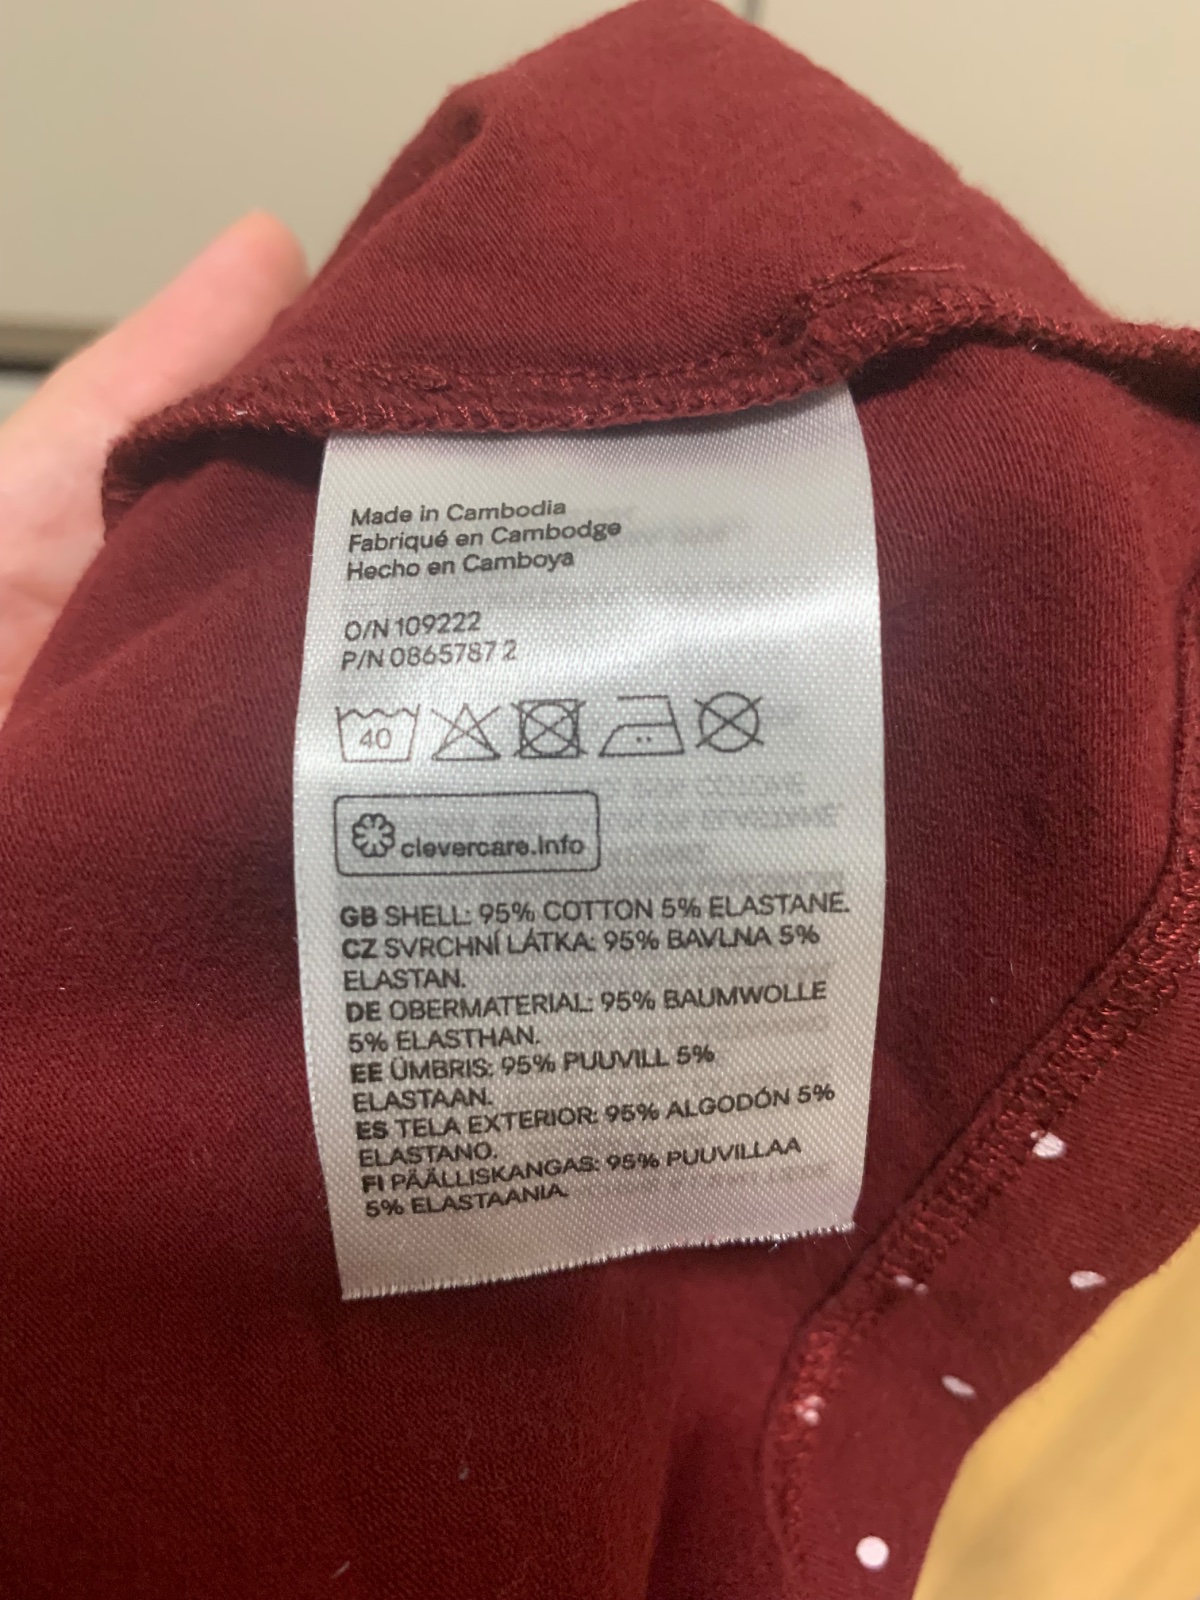 Made in Cambodia
Fabriqué en Cambodge
Hecho en Camboya
O/N 109222
P/N 0865787 2
40
clevercare.info
GB SHELL: 95% COTTON 5% ELASTANE.
CZ SVRCHNÍ LÁTKA: 95% BAVLNA 5%
ELASTAN.
DE OBERMATERIAL: 95% BAUMWOLLE
5% ELASTHAN.
EE ÜMBRIS: 95% PUUVILL 5%
ELASTAAN.
ES TELA EXTERIOR: 95% ALGODÓN 5%
ELASTANO.
FI PÄÄLLISKANGAS: 95% PUUVILLAA
5% ELASTAANIA.